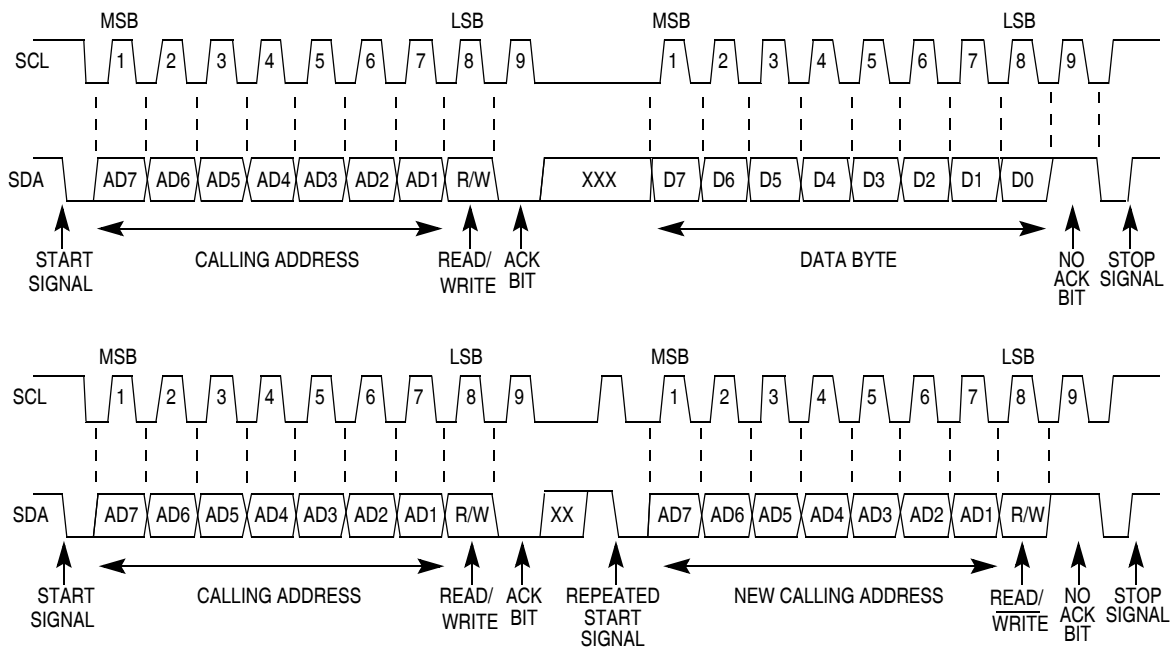 MSB LSB MSB LSB
SCL 1 2 3 4 5 6 7 8 9 1 2 3 4 5 6 7 8 9
SDA AD7 AD6 AD5 AD4 AD3 AD2 AD1 R/W XXX D7 D6 D5 D4 D3 D2 D1 D0
START SIGNAL
CALLING ADDRESS
READ/
WRITE
ACK
BIT
DATA BYTE
NO
ACK
BIT
STOP
SIGNAL
MSB LSB MSB LSB
SCL 1 2 3 4 5 6 7 8 9 1 2 3 4 5 6 7 8 9
SDA AD7 AD6 AD5 AD4 AD3 AD2 AD1 R/W XX AD7 AD6 AD5 AD4 AD3 AD2 AD1 R/W
START
SIGNAL
CALLING ADDRESS
READ/
WRITE
ACK
BIT
REPEATED
START
SIGNAL
NEW CALLING ADDRESS
READ/
WRITE
NO
ACK
BIT
STOP
SIGNAL